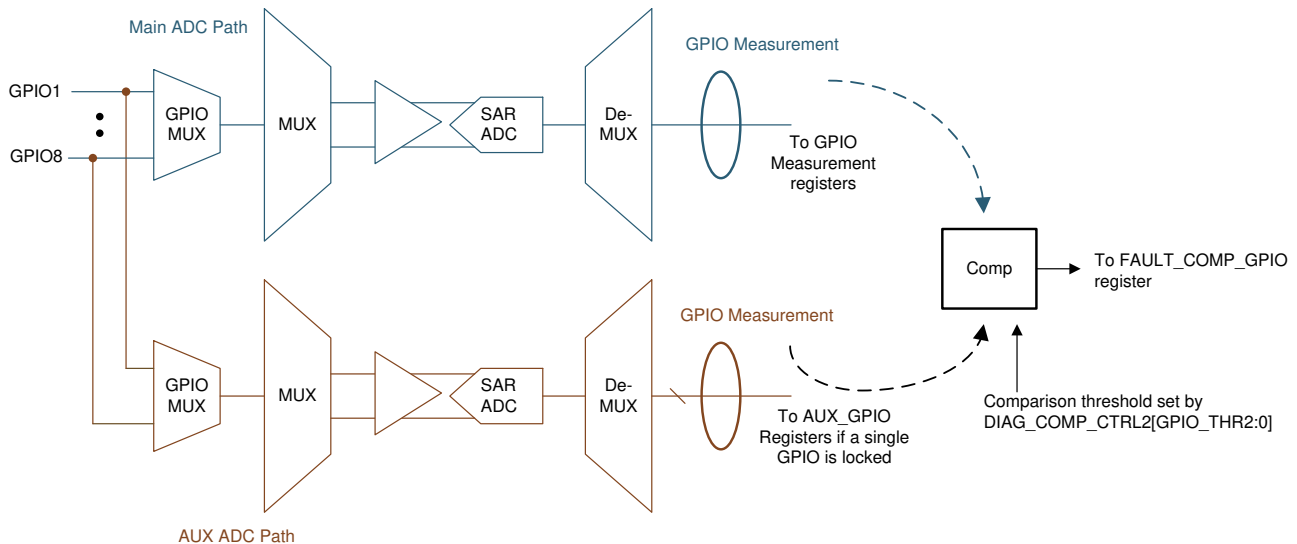 Main ADC Path
GPIO Measurement
GPIO1
GPIO8
GPIO
MUX
MUX
SAR
ADC
De-
MUX
To GPIO
Measurement
registers
Comp
To FAULT_COMP_GPIO
register
GPIO Measurement
GPIO
MUX
MUX
SAR
ADC
De-
MUX
To AUX_GPIO
Registers if a single
GPIO is locked
Comparison threshold set by
DIAG_COMP_CTRL2[GPIO_THR2:0]
AUX ADC Path